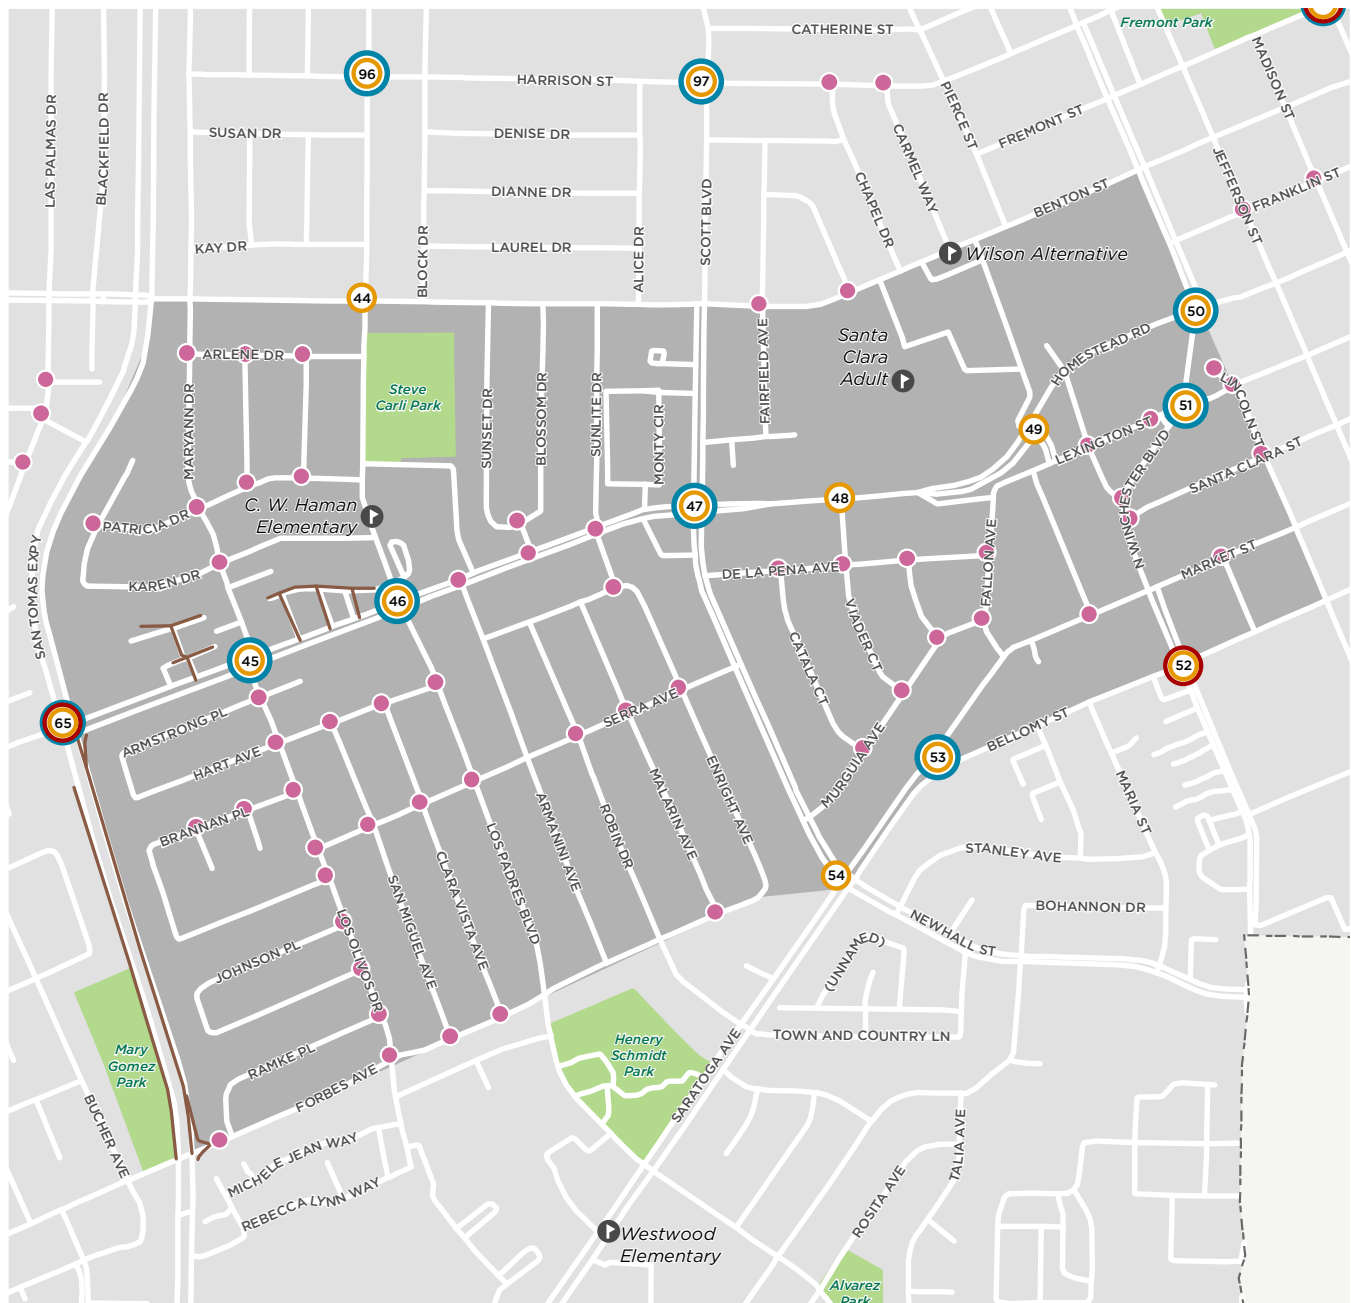 Fremont Park
CATHERINE ST
MADISON ST
96
HARRISON ST
97
LAS PALMAS DR
BLACKFIELD DR
PIERCE ST
FREMONT ST
SUSAN DR
DENISE DR
CARMEL WAY
JEFFERSON ST
FRANKLIN ST
DIANNE DR
CHAPEL DR
BENTON ST
SCOTT BLVD
KAY DR
BLOCK DR
LAUREL DR
ALICE DR
Wilson Alternative
44
50
FAIRFIELD AVE
Santa
Clara
Adult
HOMESTEAD RD
ARLENE DR
MARYANN DR
Steve
Carli Park
SUNSET DR
BLOSSOM DR
SUNLITE DR
MONTY CIR
LINCOLN ST
51
49
LEXINGTON ST
SANTA CLARA ST
N WINCHESTER BLVD
C. W. Haman
Elementary
PATRICIA DR
47
48
FALLON AVE
MARKET ST
KAREN DR
DE LA PENA AVE
SAN TOMAS EXPY
46
VIADER CT
CATALA CT
45
52
65
ARMSTRONG PL
SERRA AVE
HART AVE
MURGUIA AVE
BELLOMY ST
53
ENRIGHT AVE
MALARIN AVE
ROBIN DR
ARMANINI AVE
MARIA ST
BRANNAN PL
LOS PADRES BLVD
CLARA VISTA AVE
SAN MIGUEL AVE
STANLEY AVE
54
BOHANNON DR
LOS OLIVOS DR
NEWHALL ST
JOHNSON PL
(UNNAMED)
TOWN AND COUNTRY LN
Henery
Schmidt
Park
SARATOGA AVE
Mary
Gomez
Park
RAMKE PL
FORBES AVE
BUCHER AVE
MICHELE JEAN WAY
TALIA AVE
REBECCA LYNN WAY
ROSITA AVE
Westwood
Elementary
Alvarez
Park